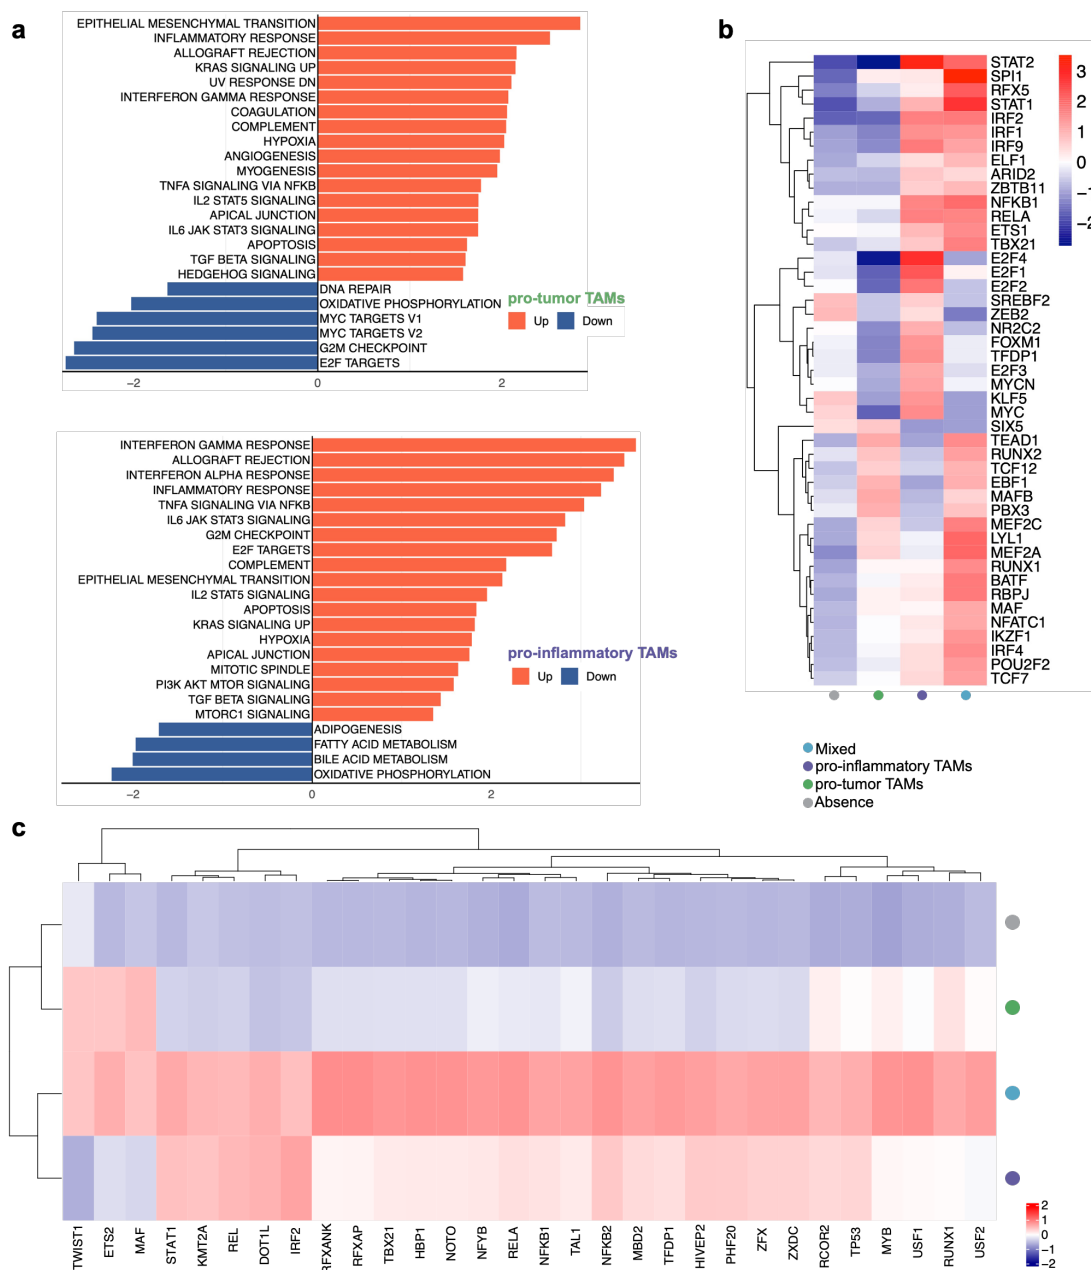 a
EPITHELIAL MESENCHYMAL TRANSITION
INFLAMMATORY RESPONSE
ALLOGRAFT REJECTION
KRAS SIGNALING UP
UV RESPONSE DN
INTERFERON GAMMA RESPONSE
COAGULATION
COMPLEMENT
HYPOXIA
ANGIOGENESIS
MYOGENESIS
TNFA SIGNALING VIA NFKB
IL2 STAT5 SIGNALING
APICAL JUNCTION
IL6 JAK STAT3 SIGNALING
APOPTOSIS
TGF BETA SIGNALING
HEDGEHOG SIGNALING
DNA REPAIR
OXIDATIVE PHOSPHORYLATION
MYC TARGETS V1
MYC TARGETS V2
G2M CHECKPOINT
E2F TARGETS
pro-tumor TAMs
Up Down
−2 0 2
INTERFERON GAMMA RESPONSE
ALLOGRAFT REJECTION
INTERFERON ALPHA RESPONSE
INFLAMMATORY RESPONSE
TNFA SIGNALING VIA NFKB
IL6 JAK STAT3 SIGNALING
G2M CHECKPOINT
E2F TARGETS
COMPLEMENT
EPITHELIAL MESENCHYMAL TRANSITION
IL2 STAT5 SIGNALING
APOPTOSIS
KRAS SIGNALING UP
HYPOXIA
APICAL JUNCTION
MITOTIC SPINDLE
PI3K AKT MTOR SIGNALING
TGF BETA SIGNALING
MTORC1 SIGNALING
ADIPOGENESIS
FATTY ACID METABOLISM
BILE ACID METABOLISM
OXIDATIVE PHOSPHORYLATION
pro-inflammatory TAMs
Up Down
−2 0 2
b
STAT2
SPI1
RFX5
STAT1
IRF2
IRF1
IRF9
ELF1
ARID2
ZBTB11
NFKB1
RELA
ETS1
TBX21
E2F4
E2F1
E2F2
SREBF2
ZEB2
NR2C2
FOXM1
TFDP1
E2F3
MYCN
KLF5
MYC
SIX5
TEAD1
RUNX2
TCF12
EBF1
MAFB
PBX3
MEF2C
LYL1
MEF2A
RUNX1
BATF
RBPJ
MAF
NFATC1
IKZF1
IRF4
POU2F2
TCF7
3
2
1
0
−1
−2
Mixed
pro-inflammatory TAMs
pro-tumor TAMs
Absence
c
TWIST1
ETS2
MAF
STAT1
KMT2A
REL
DOT1L
IRF2
RFXANK
RFXAP
TBX21
HBP1
NOTO
NFYB
RELA
NFKB1
TAL1
NFKB2
MBD2
TFDP1
HIVEP2
PHF20
ZFX
ZXDC
RCOR2
TP53
MYB
USF1
RUNX1
USF2
2
1
0
−1
−2